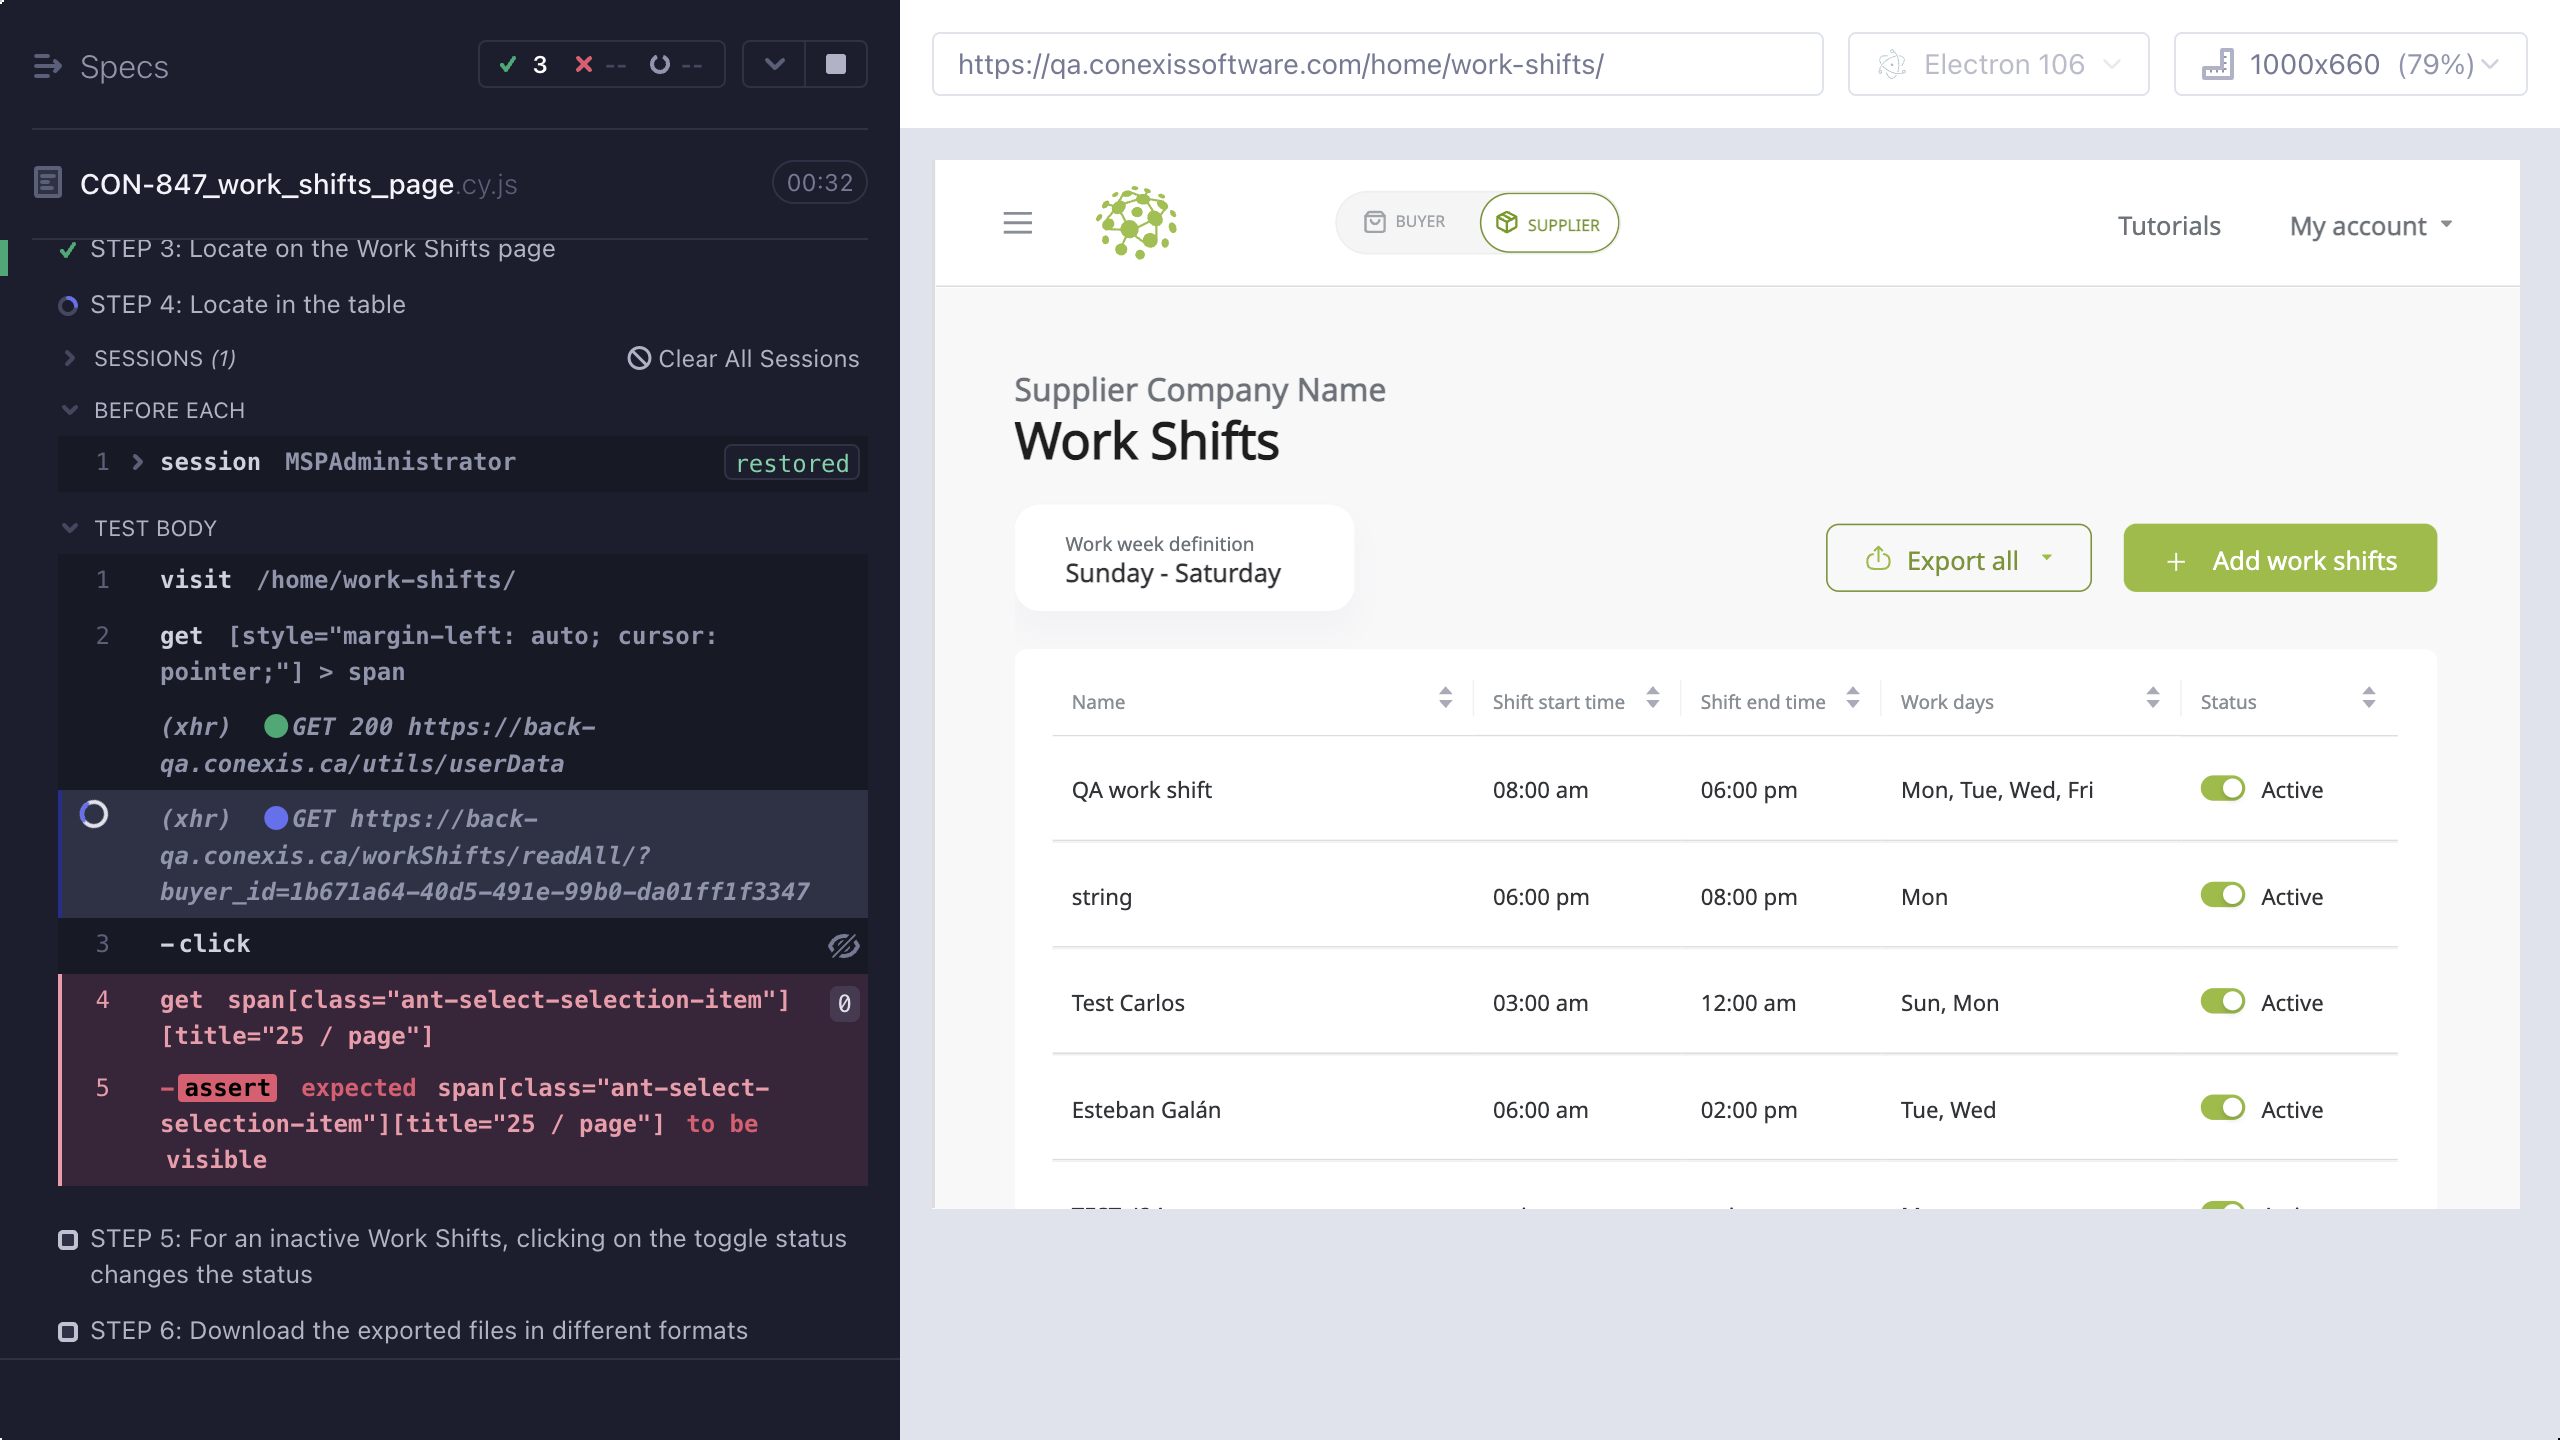 Specs
3 -- --
CON-847_work_shifts_page.cy.js
00:32
STEP 3: Locate on the Work Shifts page
STEP 4: Locate in the table
SESSIONS (1)
Clear All Sessions
BEFORE EACH
1 session MSPAdministrator restored
TEST BODY
1 visit /home/work-shifts/
2 get [style="margin-left: auto; cursor:
pointer;"] > span
(xhr) GET 200 https://back-
qa.conexis.ca/utils/userData
(xhr) GET https://back-
qa.conexis.ca/workShifts/readAll/?
buyer_id=1b671a64-40d5-491e-99b0-da01ff1f3347
3 -click
4 get span[class="ant-select-selection-item"] 0
[title="25 / page"]
5 -assert expected span[class="ant-select-
selection-item"][title="25 / page"] to be
visible
STEP 5: For an inactive Work Shifts, clicking on the toggle status
changes the status
STEP 6: Download the exported files in different formats
https://qa.conexissoftware.com/home/work-shifts/
Electron 106
1000x660 (79%)
BUYER
SUPPLIER
Tutorials
My account
Supplier Company Name
Work Shifts
Work week definition
Sunday - Saturday
Export all
+ Add work shifts
Name Shift start time Shift end time Work days Status
QA work shift 08:00 am 06:00 pm Mon, Tue, Wed, Fri Active
string 06:00 pm 08:00 pm Mon Active
Test Carlos 03:00 am 12:00 am Sun, Mon Active
Esteban Galán 06:00 am 02:00 pm Tue, Wed Active